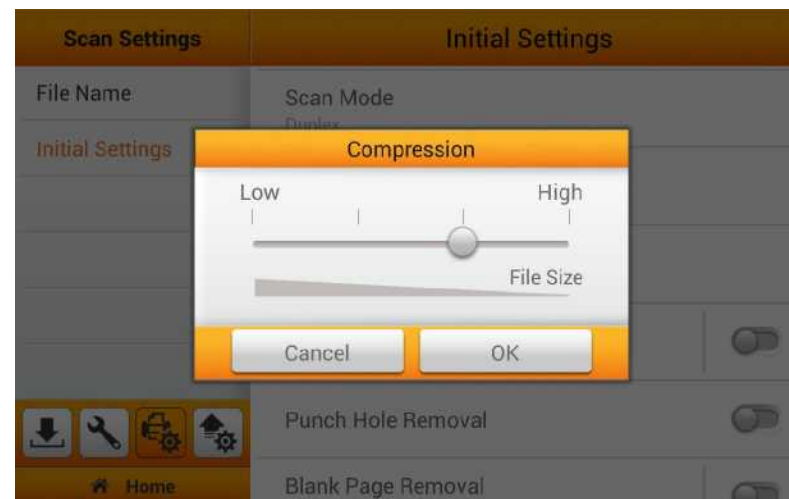 Scan Settings
Initial Settings
File Name
Initial Settings
Scan Mode
Duplex
Compression
Low
High
File Size
Cancel
OK
Punch Hole Removal
Blank Page Removal
Home